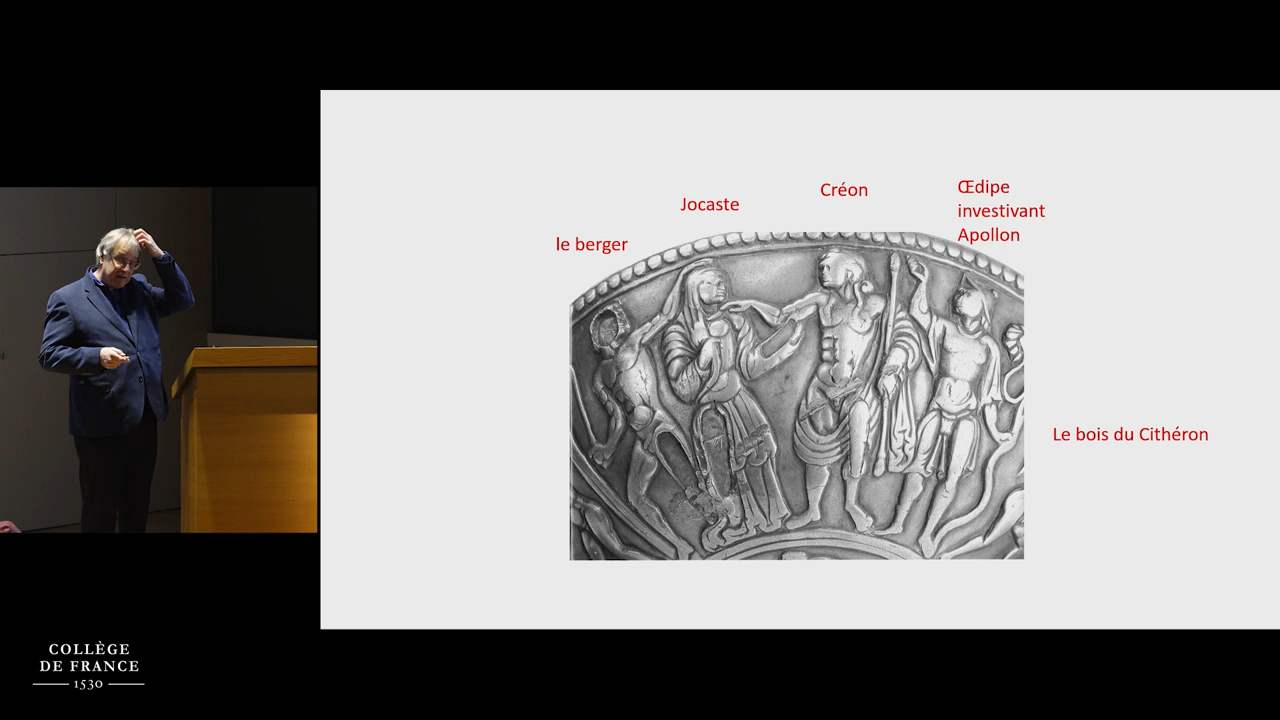 Œdipe
investivant
Apollon
Créon
Jocaste
le berger
Le bois du Cithéron
COLLÈGE
DE FRANCE
1530